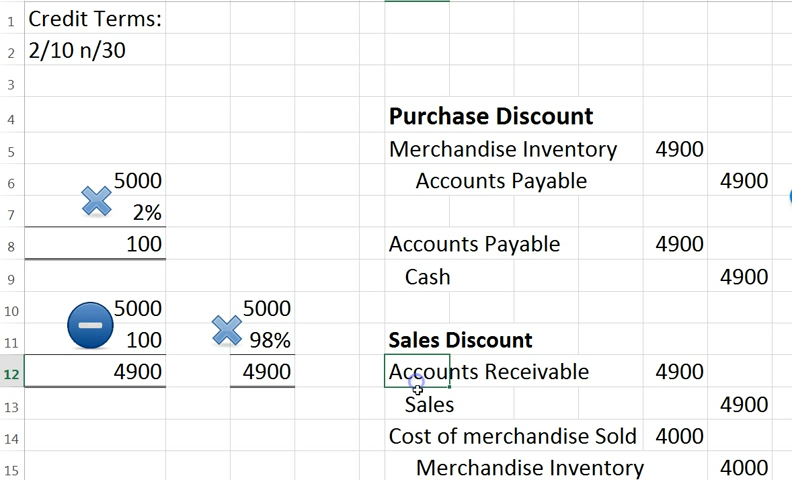 1 Credit Terms:
2 2/10 n/30
3
4 Purchase Discount
5 Merchandise Inventory 4900
6 5000 Accounts Payable 4900
7 2%
8 100 Accounts Payable 4900
9 Cash 4900
10 5000 5000
11 100 98% Sales Discount
12 4900 4900 Accounts Receivable 4900
13 Sales 4900
14 Cost of merchandise Sold 4000
15 Merchandise Inventory 4000